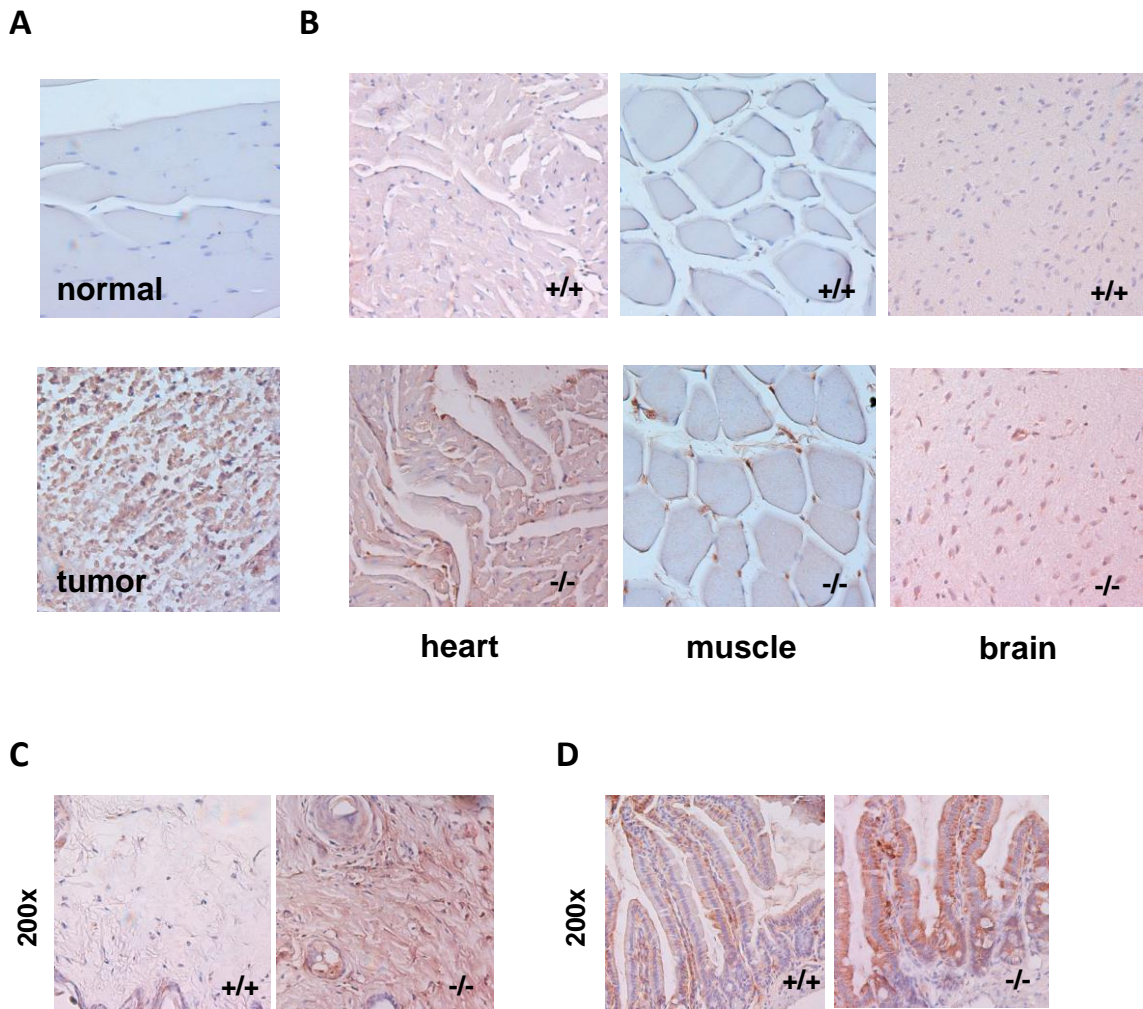 A
B
normal
+/+
+/+
+/+
tumor
-/-
-/-
-/-
heart
muscle
brain
C
D
200x
+/+
-/-
200x
+/+
-/-